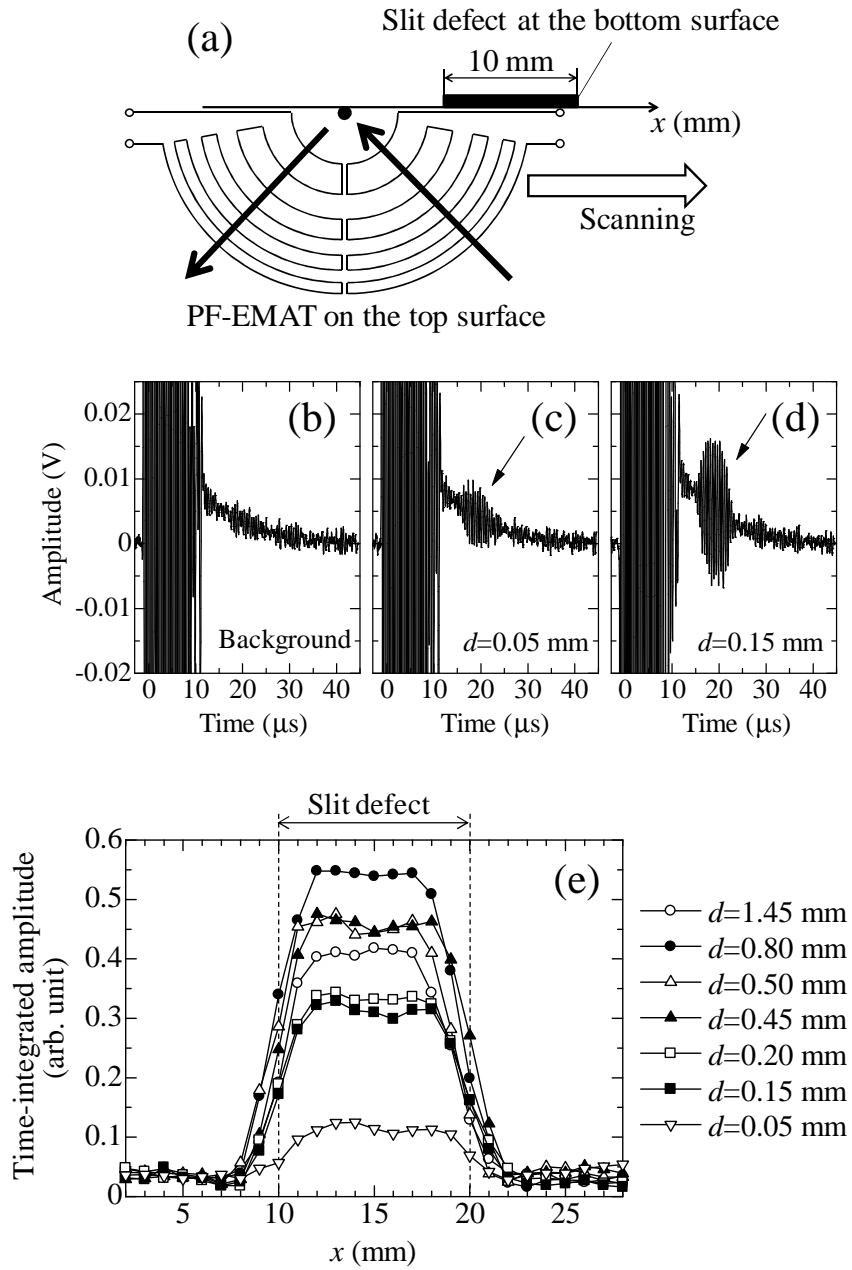 (a)
Slit defect at the bottom surface
10 mm
x (mm)
Scanning
PF-EMAT on the top surface
Amplitude (V)
0.02
0.01
0
-0.01
-0.02
(b)
Background
0 10 20 30 40
Time (μs)
(c)
d=0.05 mm
0 10 20 30 40
Time (μs)
(d)
d=0.15 mm
0 10 20 30 40
Time (μs)
Slit defect
(e)
Time-integrated amplitude
(arb. unit)
0.6
0.5
0.4
0.3
0.2
0.1
0
5 10 15 20 25
x (mm)
d=1.45 mm
d=0.80 mm
d=0.50 mm
d=0.45 mm
d=0.20 mm
d=0.15 mm
d=0.05 mm